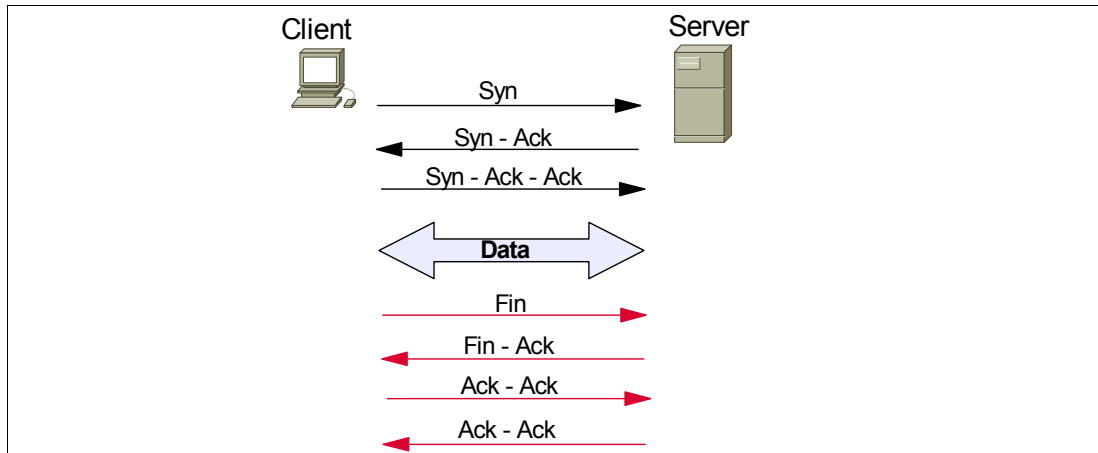 Client
Server
Syn
Syn - Ack
Syn - Ack - Ack
Data
Fin
Fin - Ack
Ack - Ack
Ack - Ack